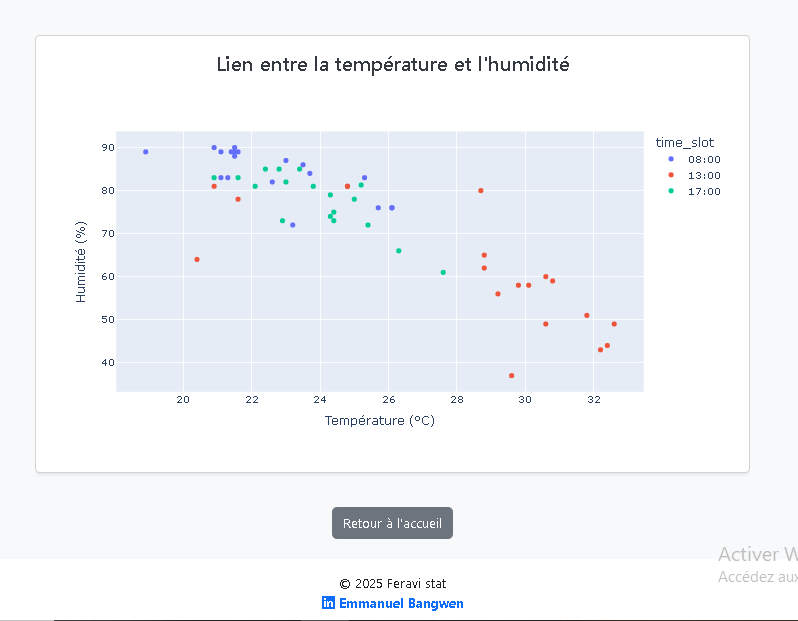 Lien entre la température et l'humidité
time_slot
08:00
13:00
17:00
90
80
70
60
50
40
Humidité (%)
20 22 24 26 28 30 32
Température (°C)
Retour à l'accueil
Activer W
Accédez aux
© 2025 Feravi stat
in Emmanuel Bangwen